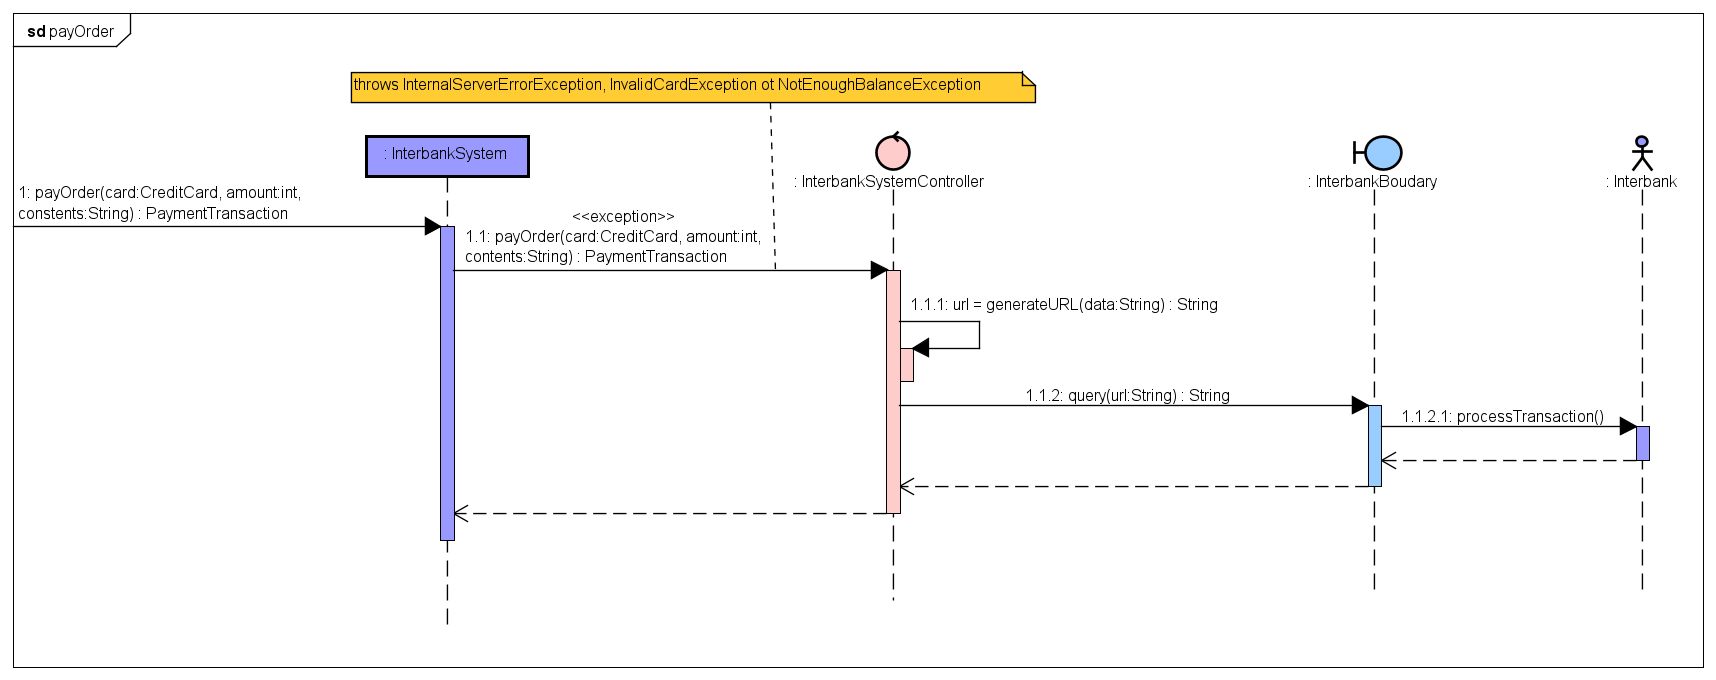 sd payOrder
throws InternalServerErrorException, InvalidCardException ot NotEnoughBalanceException
: InterbankSystem
: InterbankSystemController
: InterbankBoudary
: Interbank
1: payOrder(card:CreditCard, amount:int,
constents:String) : PaymentTransaction
<<exception>>
1.1: payOrder(card:CreditCard, amount:int,
contents:String) : PaymentTransaction
1.1.1: url = generateURL(data:String) : String
1.1.2: query(url:String) : String
1.1.2.1: processTransaction()